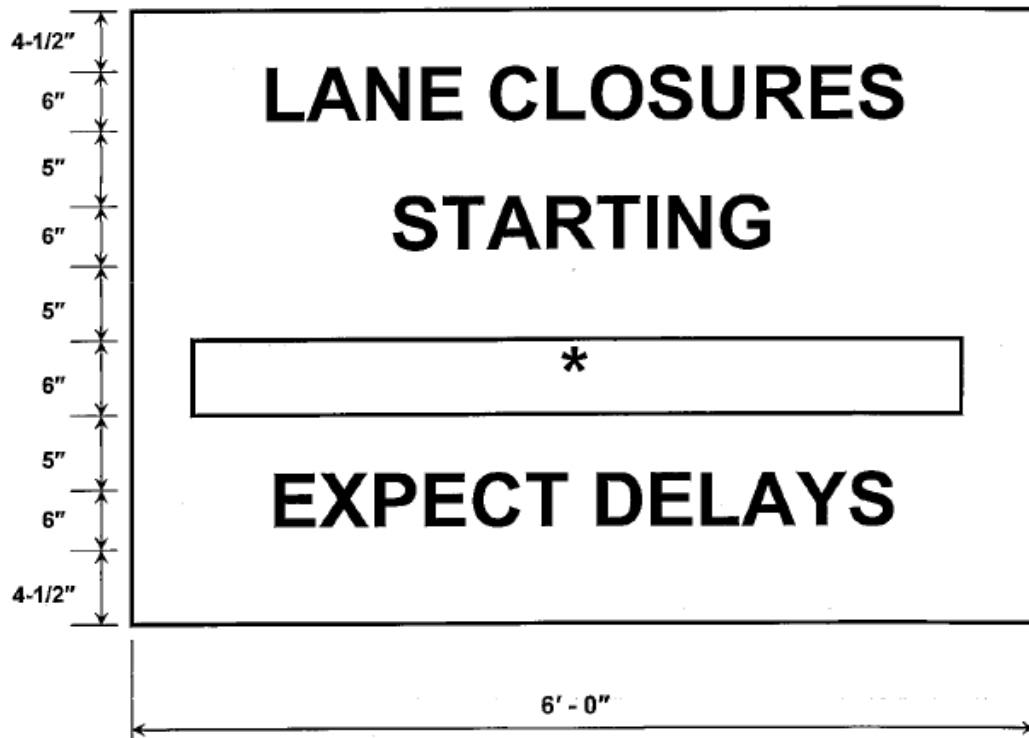 4-1/2"
LANE CLOSURES
6"
5"
STARTING
6"
5"
*
6"
5"
EXPECT DELAYS
6"
4-1/2"
6' - 0"